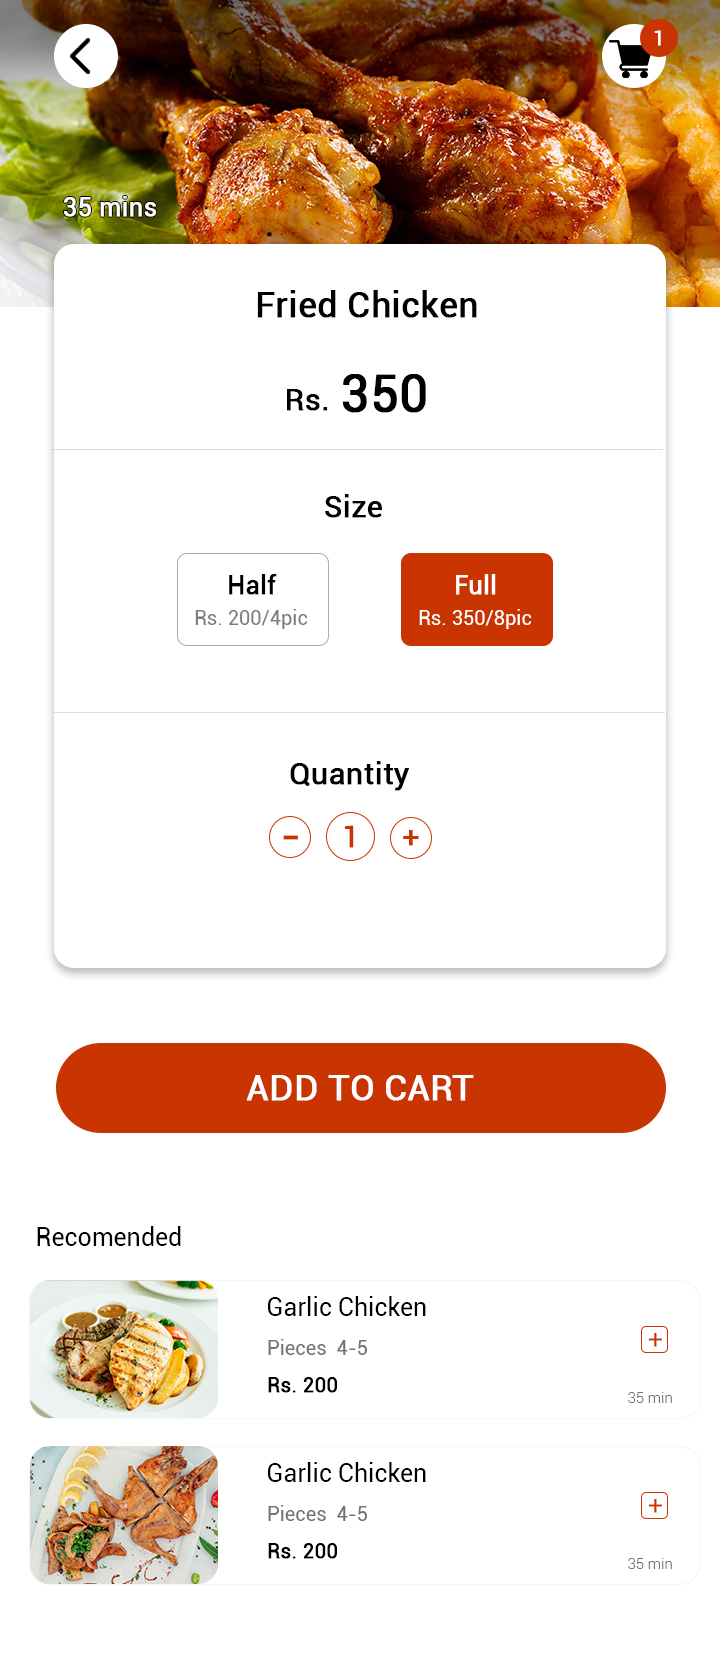 1
35 mins
Fried Chicken
Rs. 350
Size
Half
Rs. 200/4pic
Full
Rs. 350/8pic
Quantity
− 1 +
ADD TO CART
Recomended
Garlic Chicken
Pieces 4-5
+
Rs. 200
35 min
Garlic Chicken
Pieces 4-5
+
Rs. 200
35 min